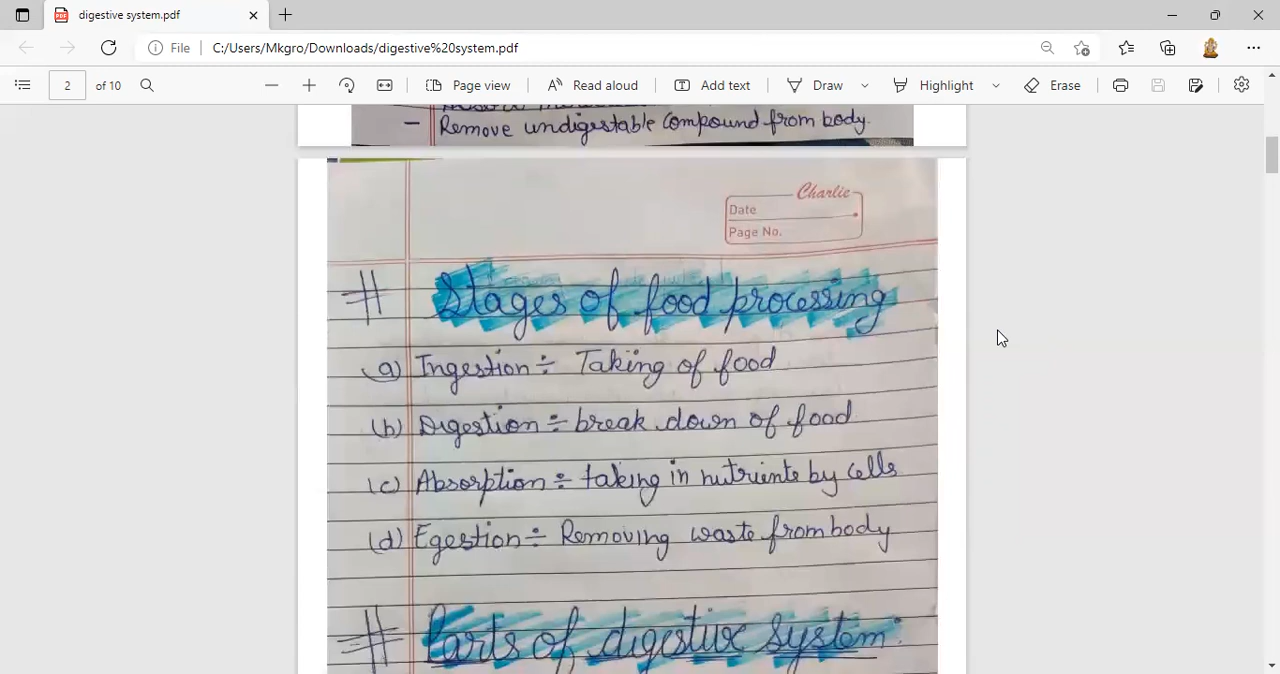 digestive system.pdf
File C:/Users/Mkgro/Downloads/digestive%20system.pdf
2 of 10 Page view Read aloud Add text Draw Highlight Erase
- Remove undigestable compound from body.
Charlie
Date
Page No.
# Stages of food processing
(a) Ingestion ÷ Taking of food
(b) Digestion ÷ break down of food
(c) Absorption ÷ taking in nutrients by cells
(d) Egestion ÷ Removing waste from body
# Parts of digestive system: